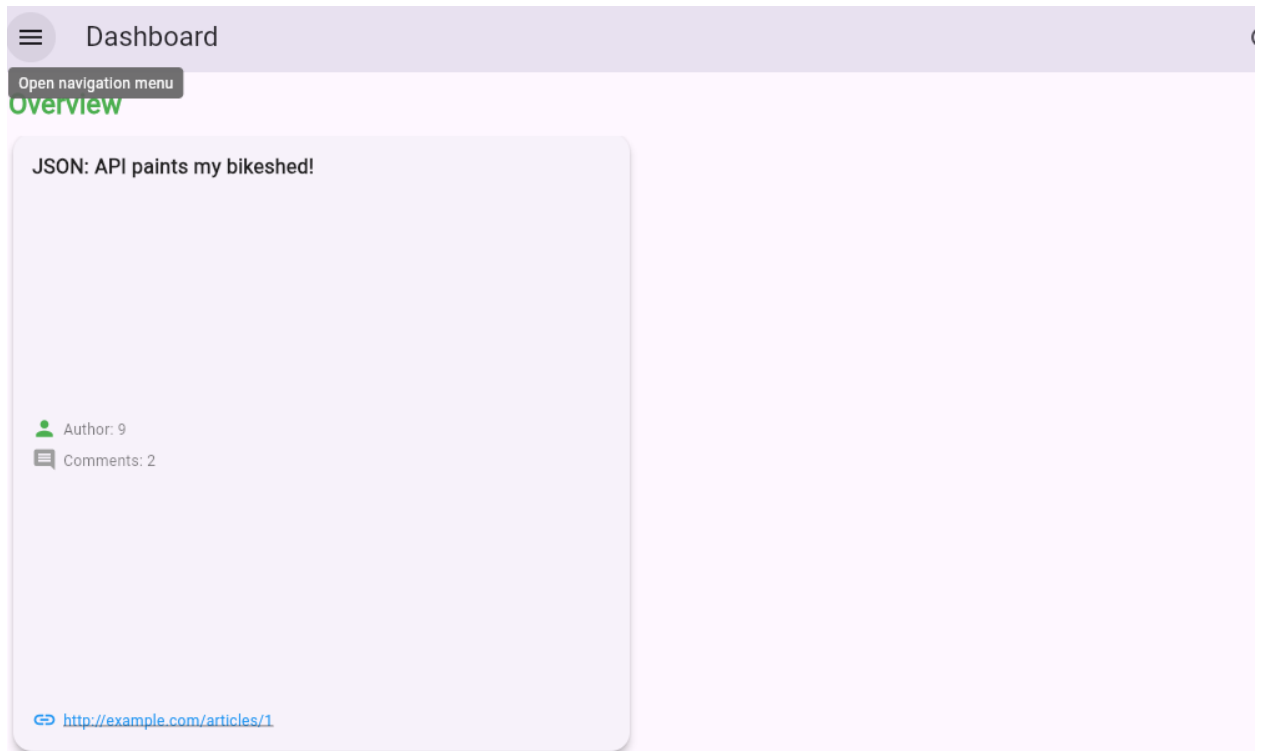 Dashboard
Open navigation menu
Overview
JSON: API paints my bikeshed!
Author: 9
Comments: 2
http://example.com/articles/1